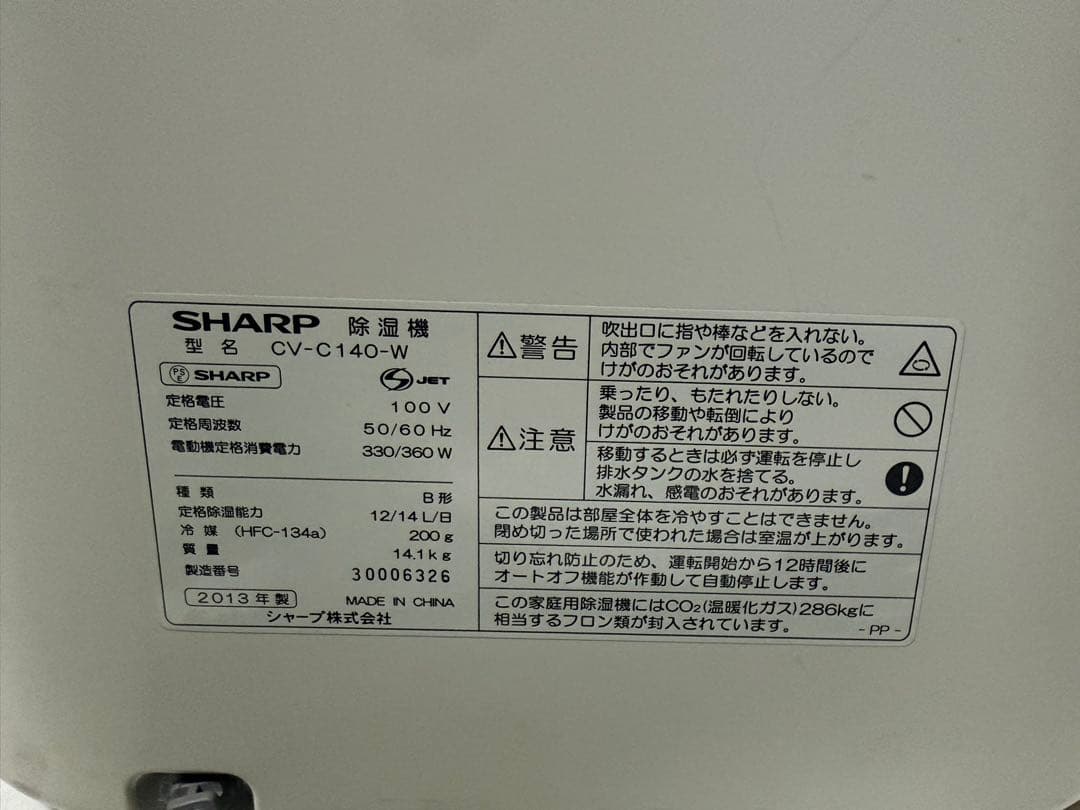 SHARP 除湿機
型名 CV-C140-W
PSE SHARP JET
定格電圧 100V
定格周波数 50/60Hz
電動機定格消費電力 330/360W
種類 B形
定格除湿能力 12/14L/日
冷媒 (HFC-134a) 200g
質量 14.1kg
製造番号 30006326
2013年製 MADE IN CHINA
シャープ株式会社
⚠警告
吹出口に指や棒などを入れない。
内部でファンが回転しているので
けがのおそれがあります。
⚠注意
乗ったり、もたれたりしない。
製品の移動や転倒により
けがのおそれがあります。
移動するときは必ず運転を停止し
排水タンクの水を捨てる。
水漏れ、感電のおそれがあります。
この製品は部屋全体を冷やすことはできません。
閉め切った場所で使われた場合は室温が上がります。
切り忘れ防止のため、運転開始から12時間後に
オートオフ機能が作動して自動停止します。
この家庭用除湿機にはCO₂(温暖化ガス)286kgに
相当するフロン類が封入されています。 -PP-